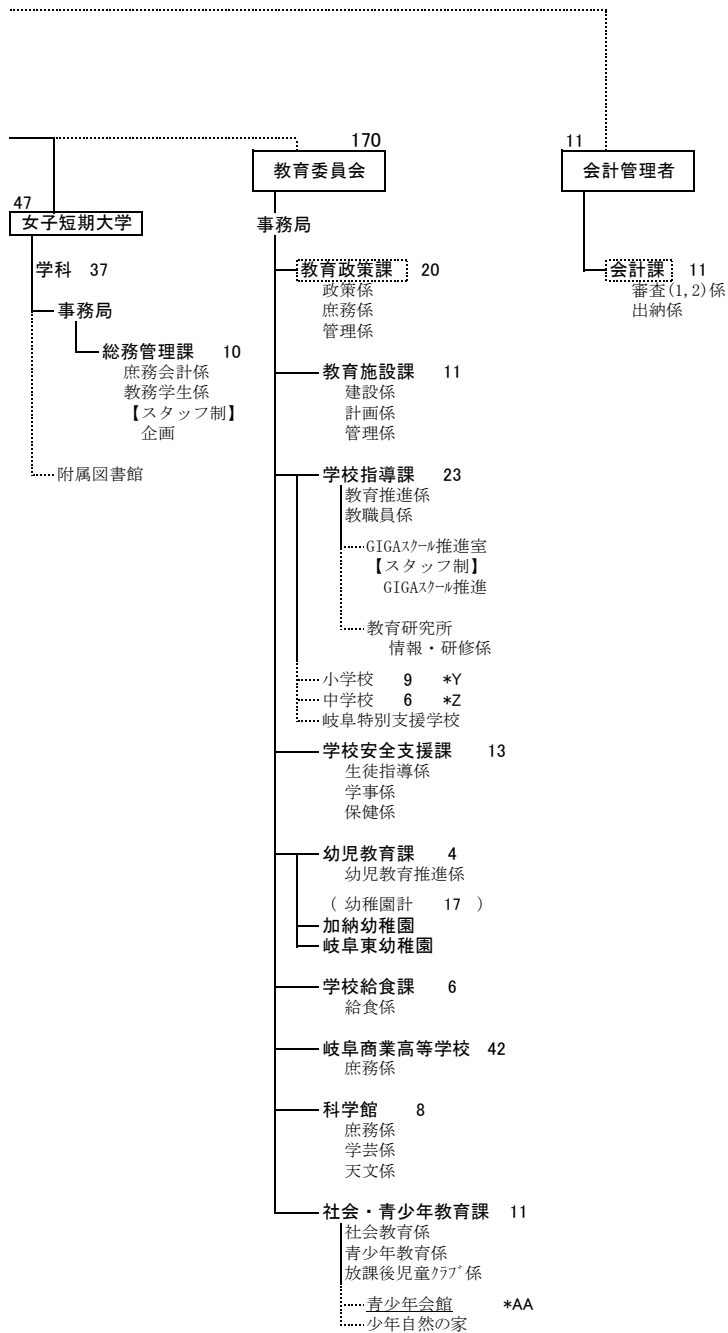 170
教育委員会
11
会計管理者
47
女子短期大学
学科 37
事務局
総務管理課 10
庶務会計係
教務学生係
【スタッフ制】
企画
附属図書館
事務局
教育政策課 20
政策係
庶務係
管理係
教育施設課 11
建設係
計画係
管理係
学校指導課 23
教育推進係
教職員係
GIGAｽｸｰﾙ推進室
【スタッフ制】
GIGAｽｸｰﾙ推進
教育研究所
情報・研修係
小学校 9 *Y
中学校 6 *Z
岐阜特別支援学校
学校安全支援課 13
生徒指導係
学事係
保健係
幼児教育課 4
幼児教育推進係
( 幼稚園計 17 )
加納幼稚園
岐阜東幼稚園
学校給食課 6
給食係
岐阜商業高等学校 42
庶務係
科学館 8
庶務係
学芸係
天文係
社会・青少年教育課 11
社会教育係
青少年教育係
放課後児童ｸﾗﾌﾞ係
青少年会館 *AA
少年自然の家
会計課 11
審査(1,2)係
出納係